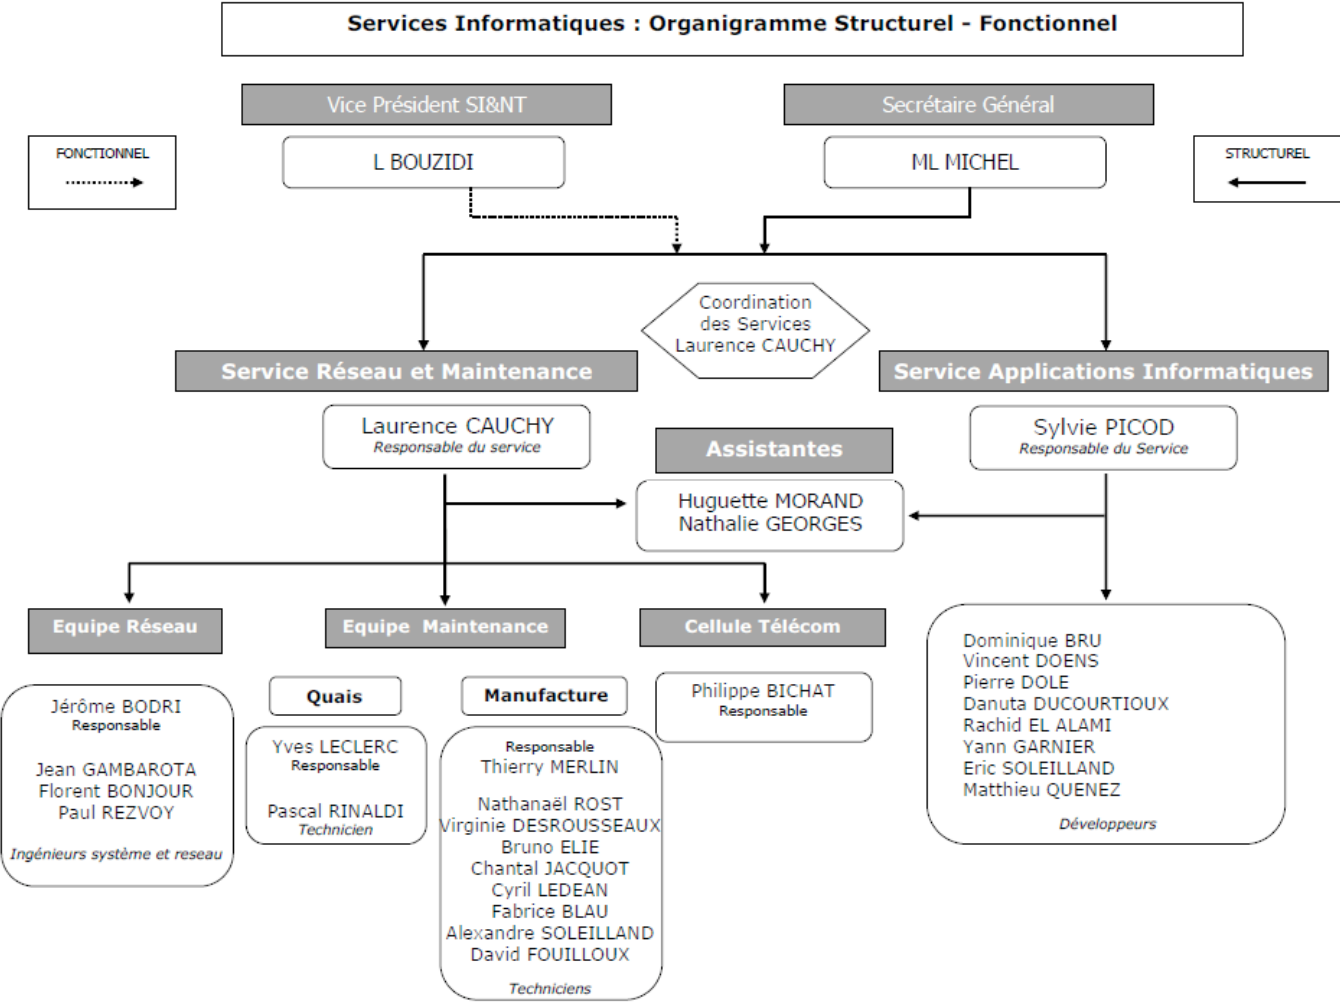 Services Informatiques : Organigramme Structurel - Fonctionnel
Vice Président SI&NT
Secrétaire Général
FONCTIONNEL
L BOUZIDI
ML MICHEL
STRUCTUREL
Coordination
des Services
Laurence CAUCHY
Service Réseau et Maintenance
Service Applications Informatiques
Laurence CAUCHY
Responsable du service
Sylvie PICOD
Responsable du Service
Assistantes
Huguette MORAND
Nathalie GEORGES
Equipe Réseau
Equipe Maintenance
Cellule Télécom
Jérôme BODRI
Responsable
Jean GAMBAROTA
Florent BONJOUR
Paul REZVOY
Ingénieurs système et reseau
Quais
Yves LECLERC
Responsable
Pascal RINALDI
Technicien
Manufacture
Responsable
Thierry MERLIN
Nathanaël ROST
Virginie DESROUSSEAUX
Bruno ELIE
Chantal JACQUOT
Cyril LEDEAN
Fabrice BLAU
Alexandre SOLEILLAND
David FOUILLOUX
Techniciens
Philippe BICHAT
Responsable
Dominique BRU
Vincent DOENS
Pierre DOLE
Danuta DUCOURTIOUX
Rachid EL ALAMI
Yann GARNIER
Eric SOLEILLAND
Matthieu QUENEZ
Développeurs